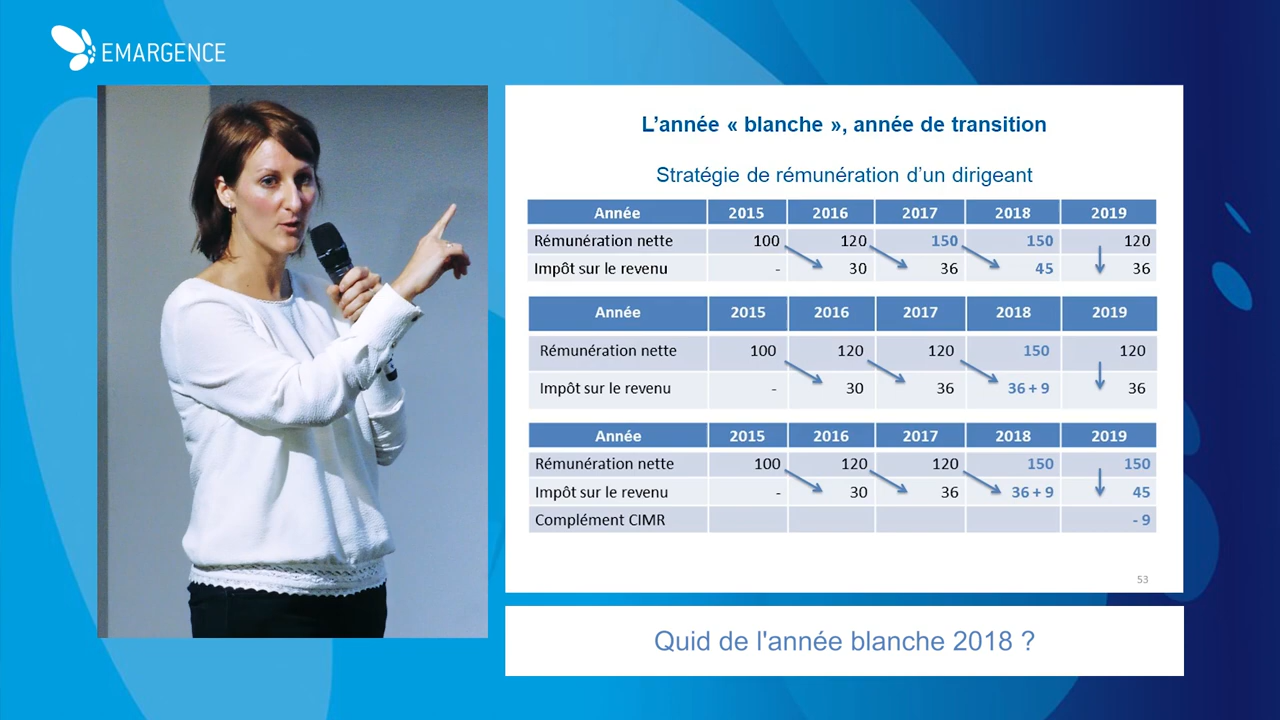 EMARGENCE
L’année « blanche », année de transition
Stratégie de rémunération d’un dirigeant
Année 2015 2016 2017 2018 2019
Rémunération nette 100 120 150 150 120
Impôt sur le revenu - 30 36 45 36
Année 2015 2016 2017 2018 2019
Rémunération nette 100 120 120 150 120
Impôt sur le revenu - 30 36 36 + 9 36
Année 2015 2016 2017 2018 2019
Rémunération nette 100 120 120 150 150
Impôt sur le revenu - 30 36 36 + 9 45
Complément CIMR - 9
53
Quid de l'année blanche 2018 ?